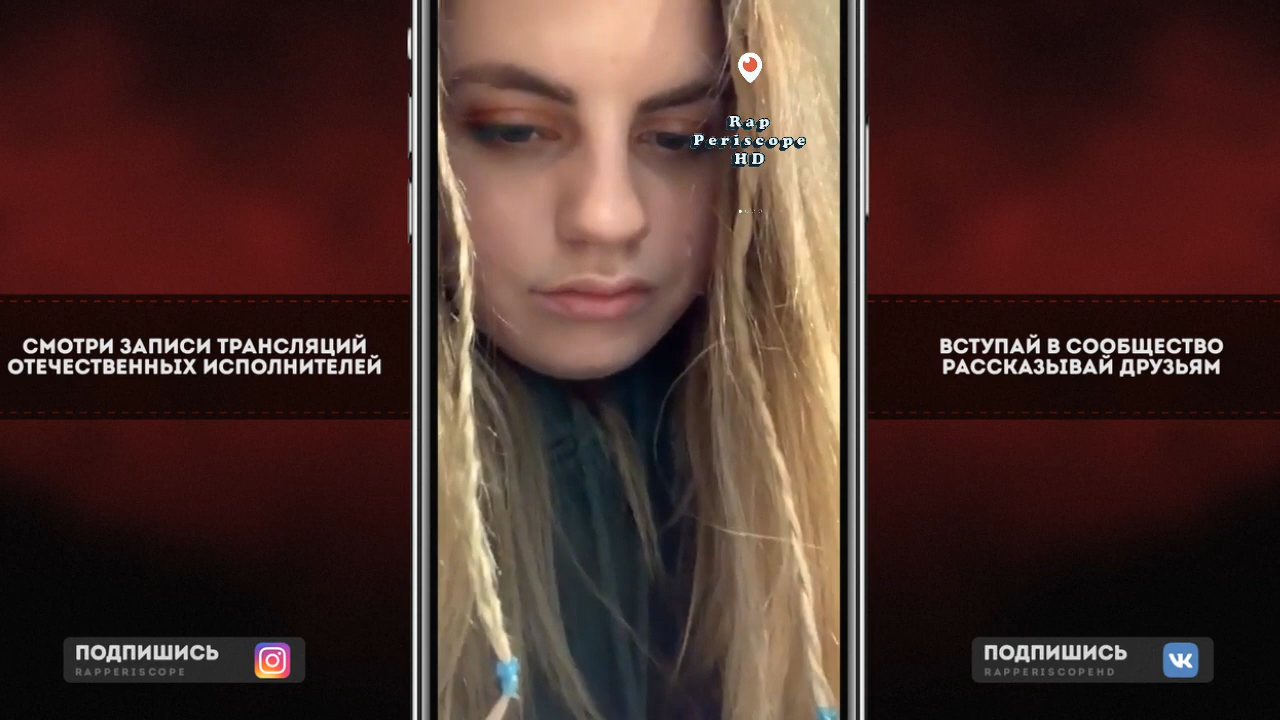 Rap
Periscope
HD
СМОТРИ ЗАПИСИ ТРАНСЛЯЦИЙ
ОТЕЧЕСТВЕННЫХ ИСПОЛНИТЕЛЕЙ
ВСТУПАЙ В СООБЩЕСТВО
РАССКАЗЫВАЙ ДРУЗЬЯМ
ПОДПИШИСЬ
RAPPERISCOPE
ПОДПИШИСЬ
RAPPERISCOPEHD